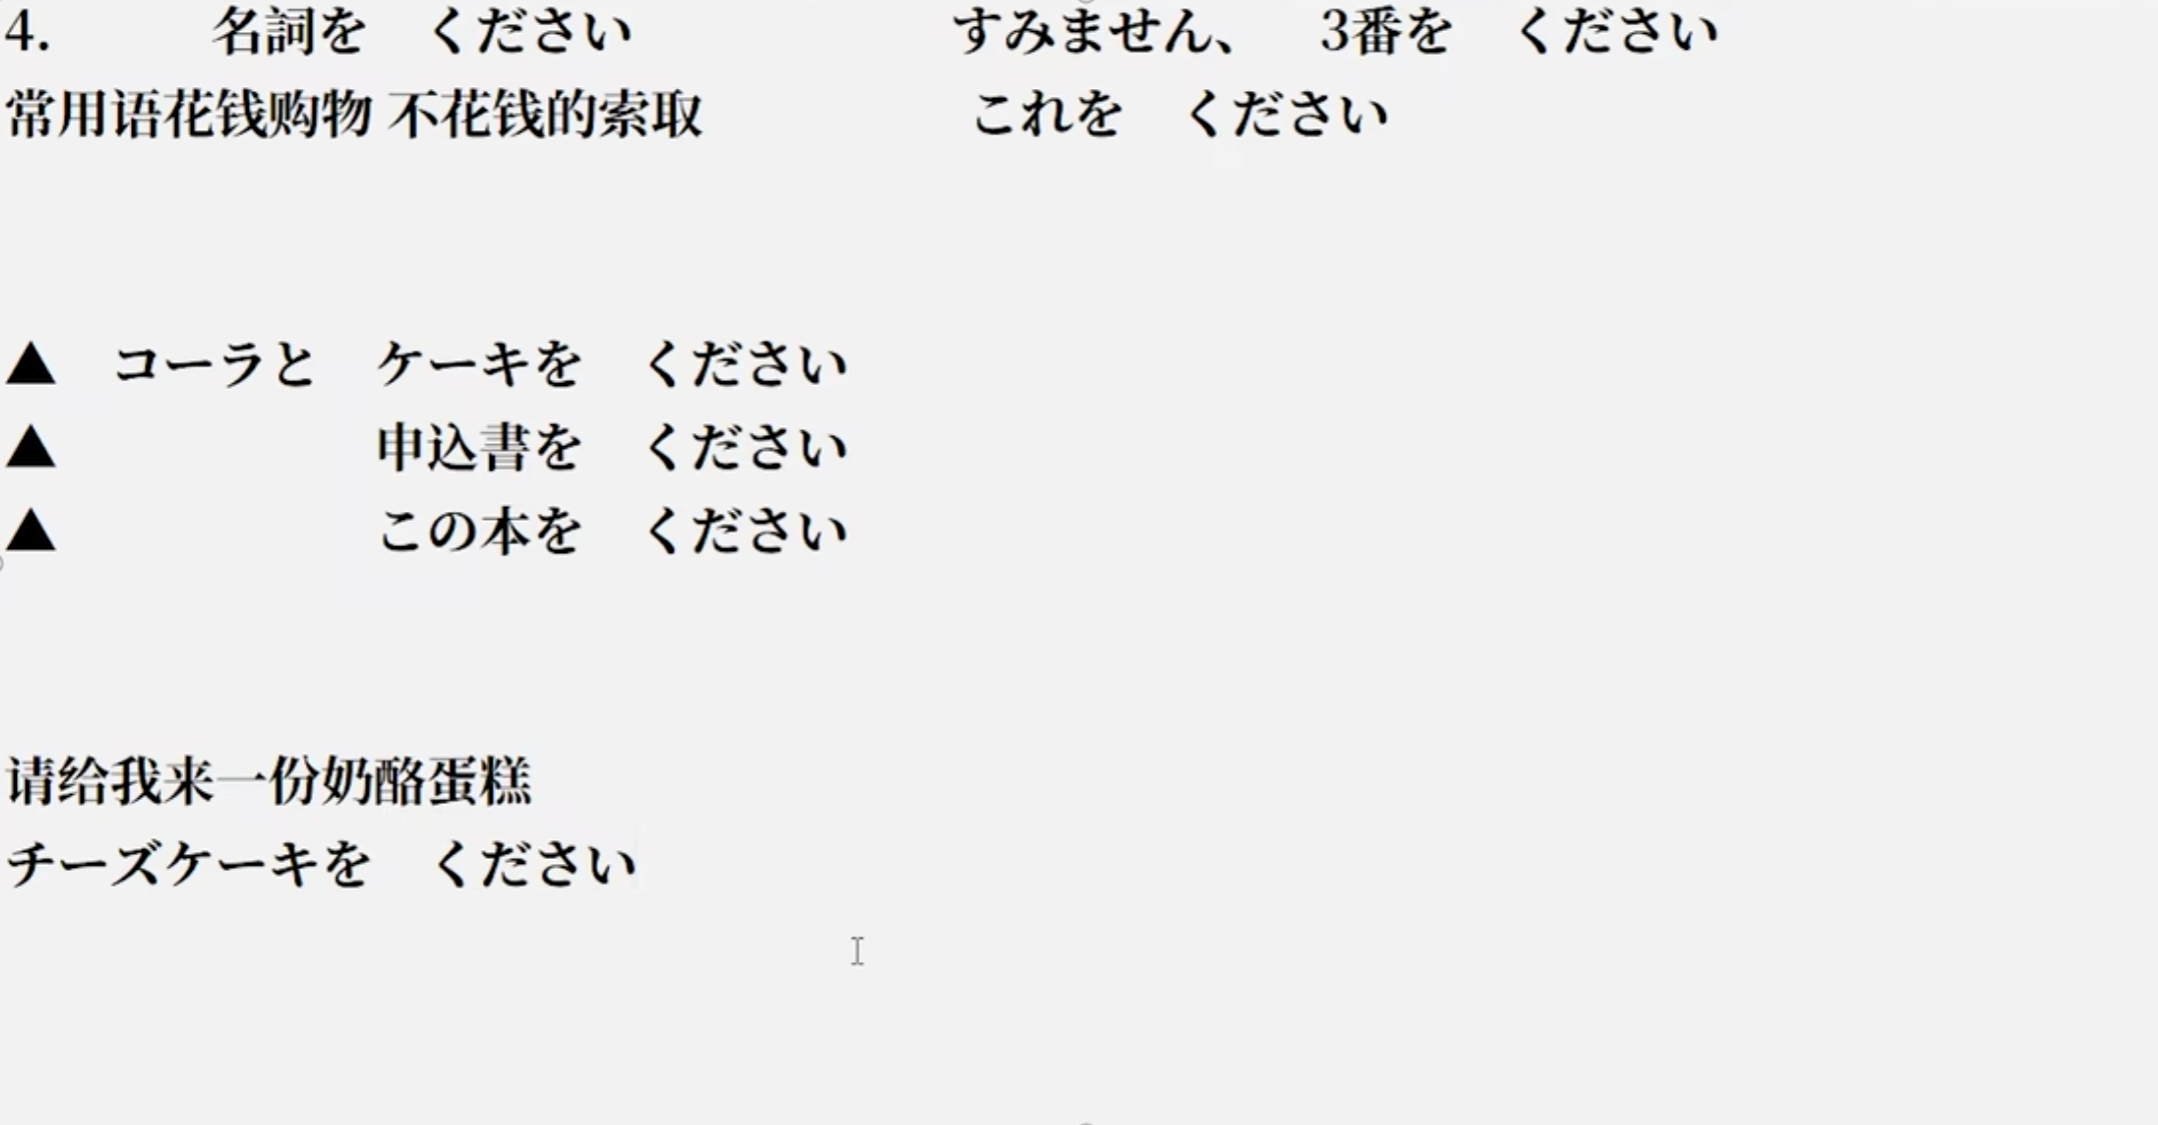 4.　　　名詞を　ください　　　　　　すみません、　3番を　ください
常用语花钱购物 不花钱的索取　　　　　これを　ください
▲　コーラと　ケーキを　ください
▲　　　　　　申込書を　ください
▲　　　　　　この本を　ください
请给我来一份奶酪蛋糕
チーズケーキを　ください